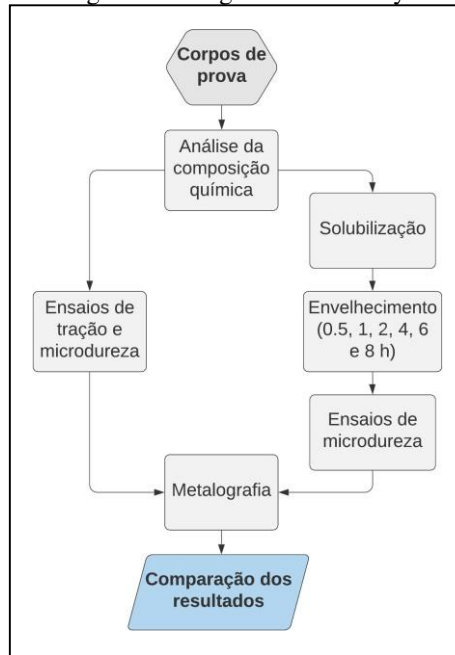 Corpos de
prova
Análise da
composição
química
Solubilização
Ensaios de
tração e
microdureza
Envelhecimento
(0.5, 1, 2, 4, 6
e 8 h)
Ensaios de
microdureza
Metalografia
Comparação dos
resultados